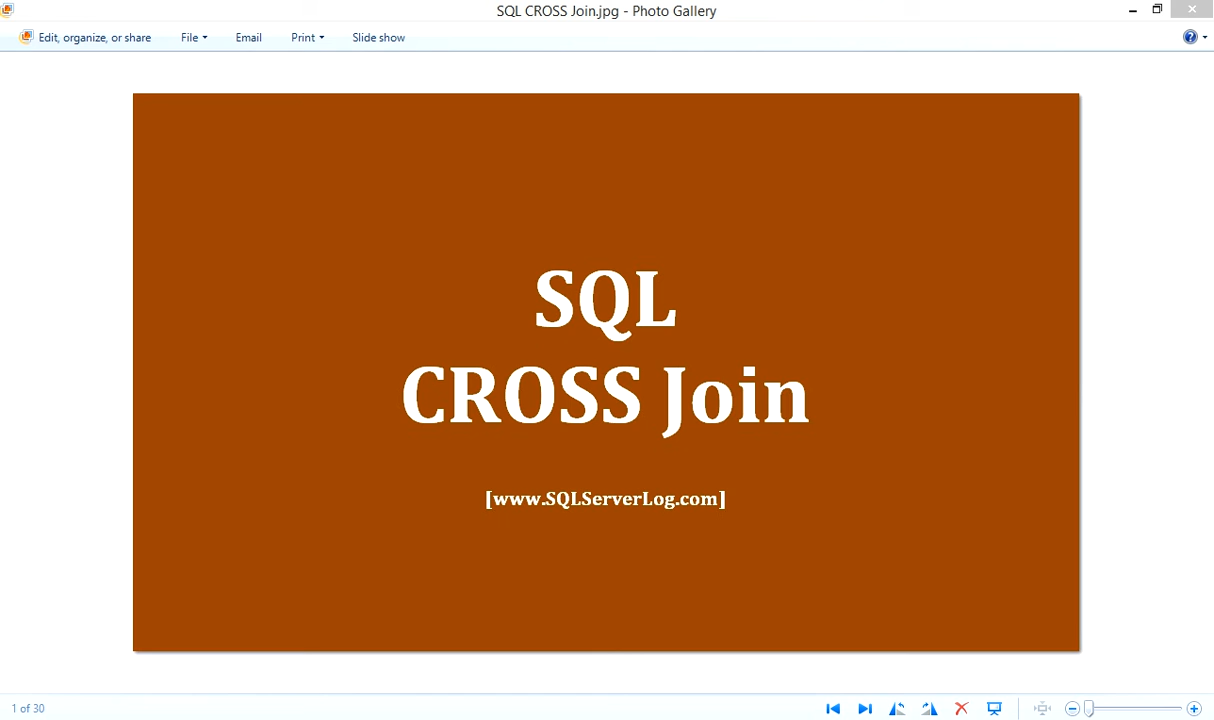 SQL CROSS Join.jpg - Photo Gallery
Edit, organize, or share File Email Print Slide show
SQL
CROSS Join
[www.SQLServerLog.com]
1 of 30